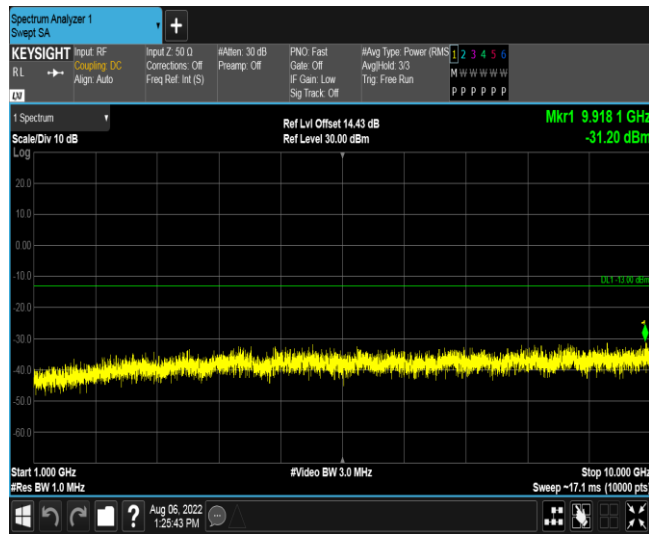 Spectrum Analyzer 1
Swept SA
+
KEYSIGHT
RL
LXI
Input: RF
Coupling: DC
Align: Auto
Input Z: 50 Ω
Corrections: Off
Freq Ref: Int (S)
#Atten: 30 dB
Preamp: Off
PNO: Fast
Gate: Off
IF Gain: Low
Sig Track: Off
#Avg Type: Power (RMS
Avg|Hold: 3/3
Trig: Free Run
1 2 3 4 5 6
M W W W W W
P P P P P P
1 Spectrum
Scale/Div 10 dB
Log
Ref Lvl Offset 14.43 dB
Ref Level 30.00 dBm
Mkr1 9.918 1 GHz
-31.20 dBm
20.0
10.0
0.00
-10.0
DL1 -13.00 dBm
-20.0
-30.0
1
-40.0
-50.0
-60.0
Start 1.000 GHz
#Res BW 1.0 MHz
#Video BW 3.0 MHz
Stop 10.000 GHz
Sweep ~17.1 ms (10000 pts)
?
Aug 06, 2022
1:25:43 PM